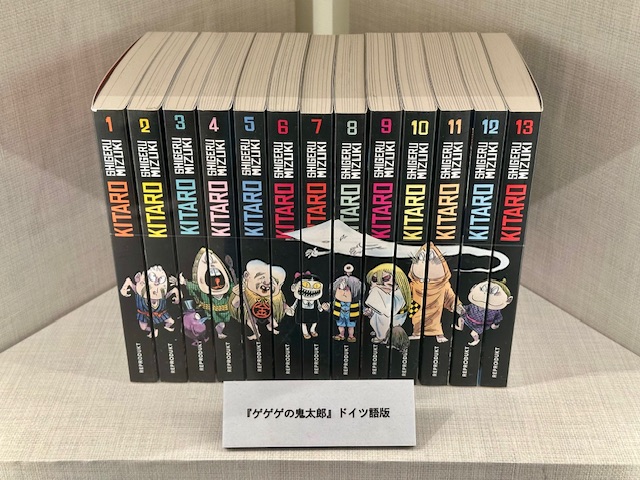 1 SHIGERU MIZUKI KITARO REPRODUKT
2 SHIGERU MIZUKI KITARO REPRODUKT
3 SHIGERU MIZUKI KITARO REPRODUKT
4 SHIGERU MIZUKI KITARO REPRODUKT
5 SHIGERU MIZUKI KITARO REPRODUKT
6 SHIGERU MIZUKI KITARO REPRODUKT
7 SHIGERU MIZUKI KITARO REPRODUKT
8 SHIGERU MIZUKI KITARO REPRODUKT
9 SHIGERU MIZUKI KITARO REPRODUKT
10 SHIGERU MIZUKI KITARO REPRODUKT
11 SHIGERU MIZUKI KITARO REPRODUKT
12 SHIGERU MIZUKI KITARO REPRODUKT
13 SHIGERU MIZUKI KITARO REPRODUKT
金
『ゲゲゲの鬼太郎』ドイツ語版